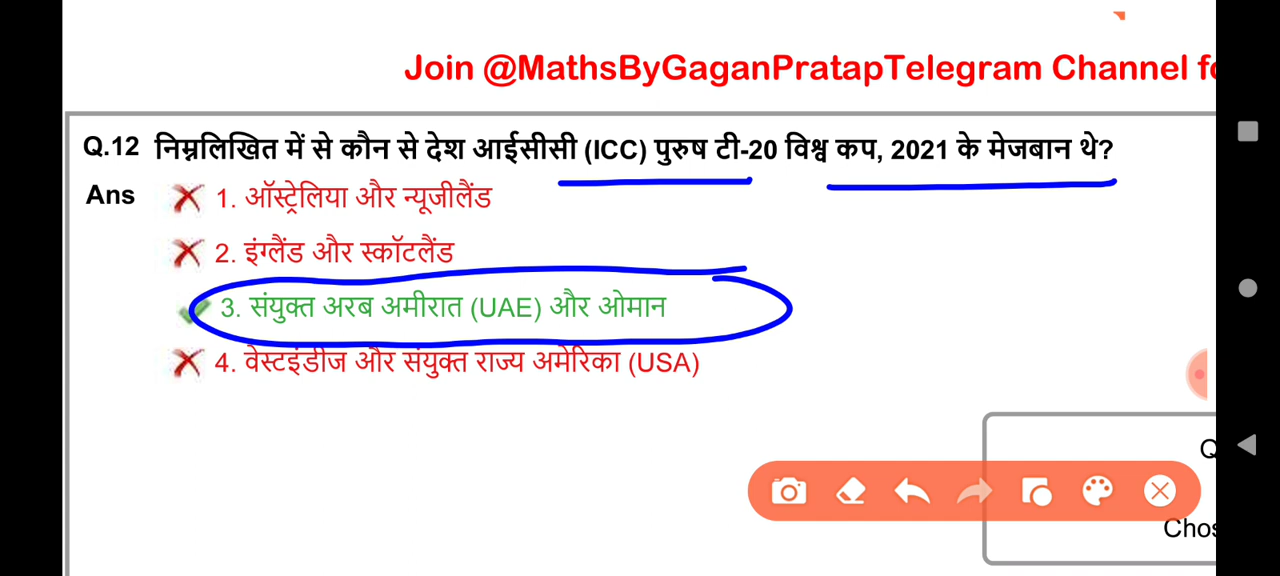 Join @MathsByGaganPratapTelegram Channel
Q.12 निम्नलिखित में से कौन से देश आईसीसी (ICC) पुरुष टी-20 विश्व कप, 2021 के मेजबान थे?
Ans 1. ऑस्ट्रेलिया और न्यूजीलैंड
2. इंग्लैंड और स्कॉटलैंड
3. संयुक्त अरब अमीरात (UAE) और ओमान
4. वेस्टइंडीज और संयुक्त राज्य अमेरिका (USA)